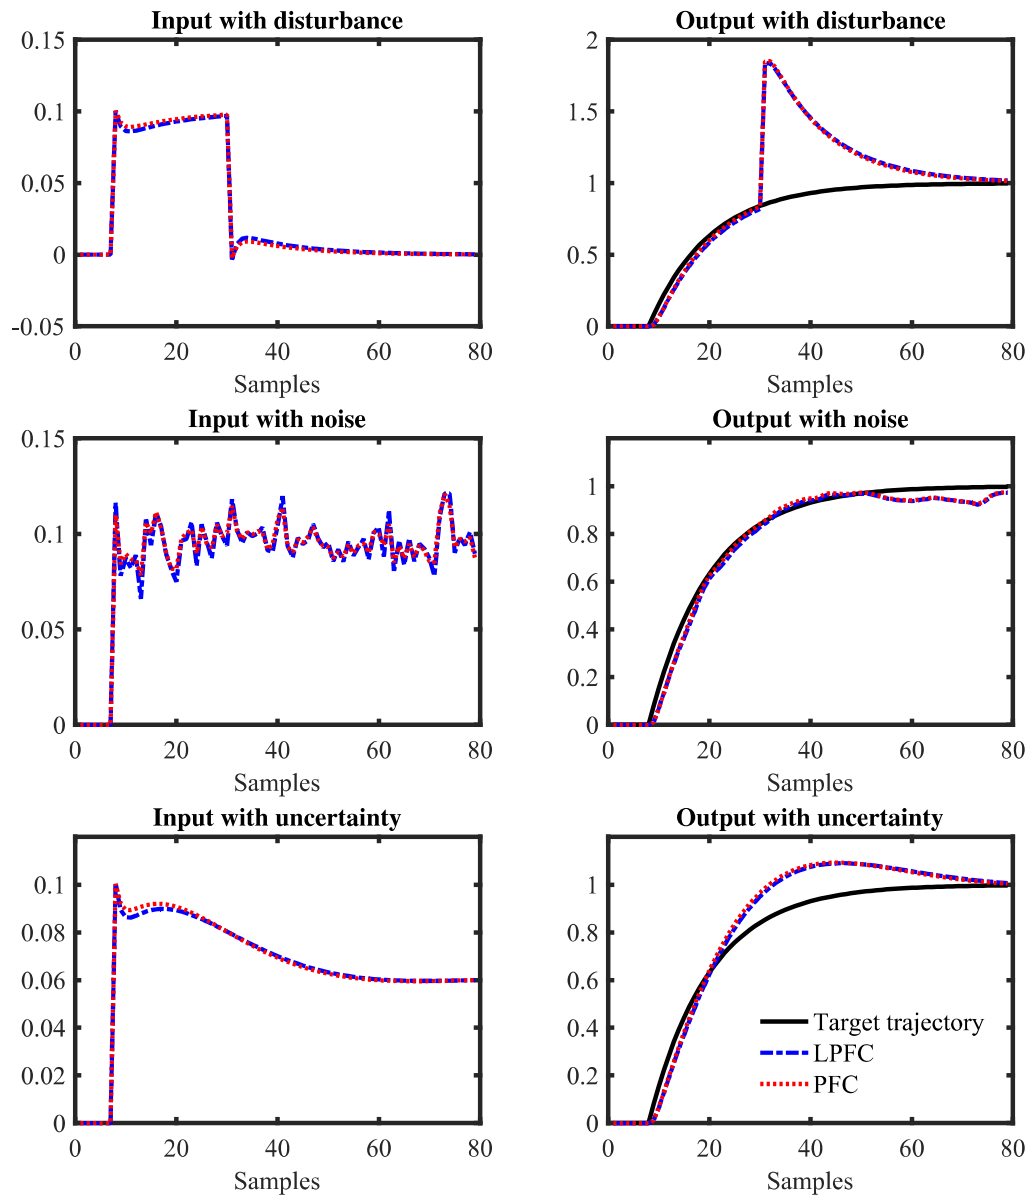 Input with disturbance
0.15
0.1
0.05
0
-0.05
0 20 40 60 80
Samples
Output with disturbance
2
1.5
1
0.5
0
0 20 40 60 80
Samples
Input with noise
0.15
0.1
0.05
0
0 20 40 60 80
Samples
Output with noise
1
0.8
0.6
0.4
0.2
0
0 20 40 60 80
Samples
Input with uncertainty
0.1
0.08
0.06
0.04
0.02
0
0 20 40 60 80
Samples
Output with uncertainty
1
0.8
0.6
0.4
0.2
0
Target trajectory
LPFC
PFC
0 20 40 60 80
Samples